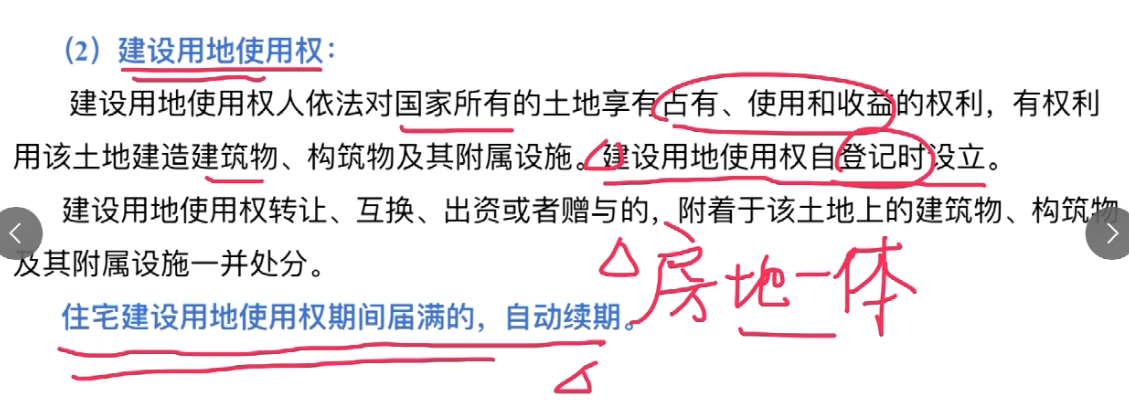 （2）建设用地使用权：
建设用地使用权人依法对国家所有的土地享有占有、使用和收益的权利，有权利
用该土地建造建筑物、构筑物及其附属设施。建设用地使用权自登记时设立。
建设用地使用权转让、互换、出资或者赠与的，附着于该土地上的建筑物、构筑物
及其附属设施一并处分。
房地一体
住宅建设用地使用权期间届满的，自动续期。